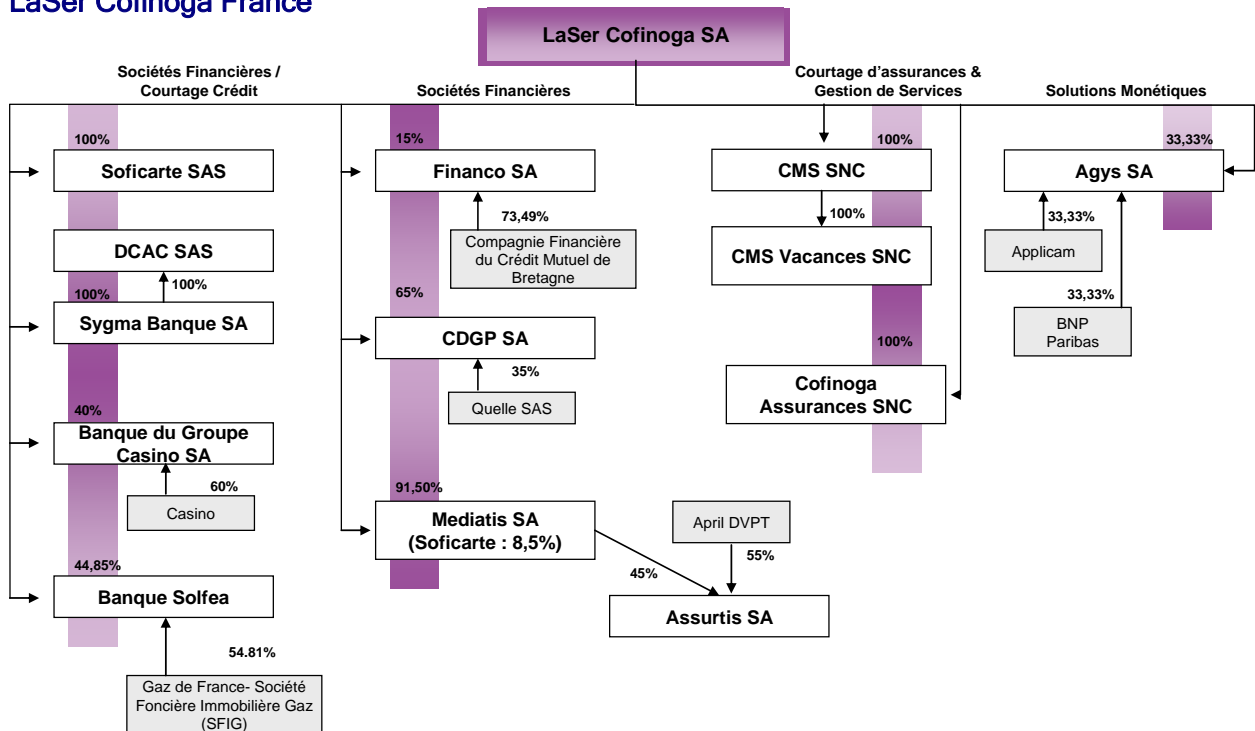 LaSer Cofinoga France
LaSer Cofinoga SA
Sociétés Financières /
Courtage Crédit
Sociétés Financières
Courtage d'assurances &
Gestion de Services
Solutions Monétiques
100%
Soficarte SAS
DCAC SAS
100%
100%
Sygma Banque SA
40%
Banque du Groupe
Casino SA
60%
Casino
44,85%
Banque Solfea
54.81%
Gaz de France- Société
Foncière Immobilière Gaz
(SFIG)
15%
Financo SA
73,49%
Compagnie Financière
du Crédit Mutuel de
Bretagne
65%
CDGP SA
35%
Quelle SAS
91,50%
Mediatis SA
(Soficarte : 8,5%)
April DVPT
45%
55%
Assurtis SA
100%
CMS SNC
100%
CMS Vacances SNC
100%
Cofinoga
Assurances SNC
33,33%
Agys SA
33,33%
Applicam
33,33%
BNP
Paribas